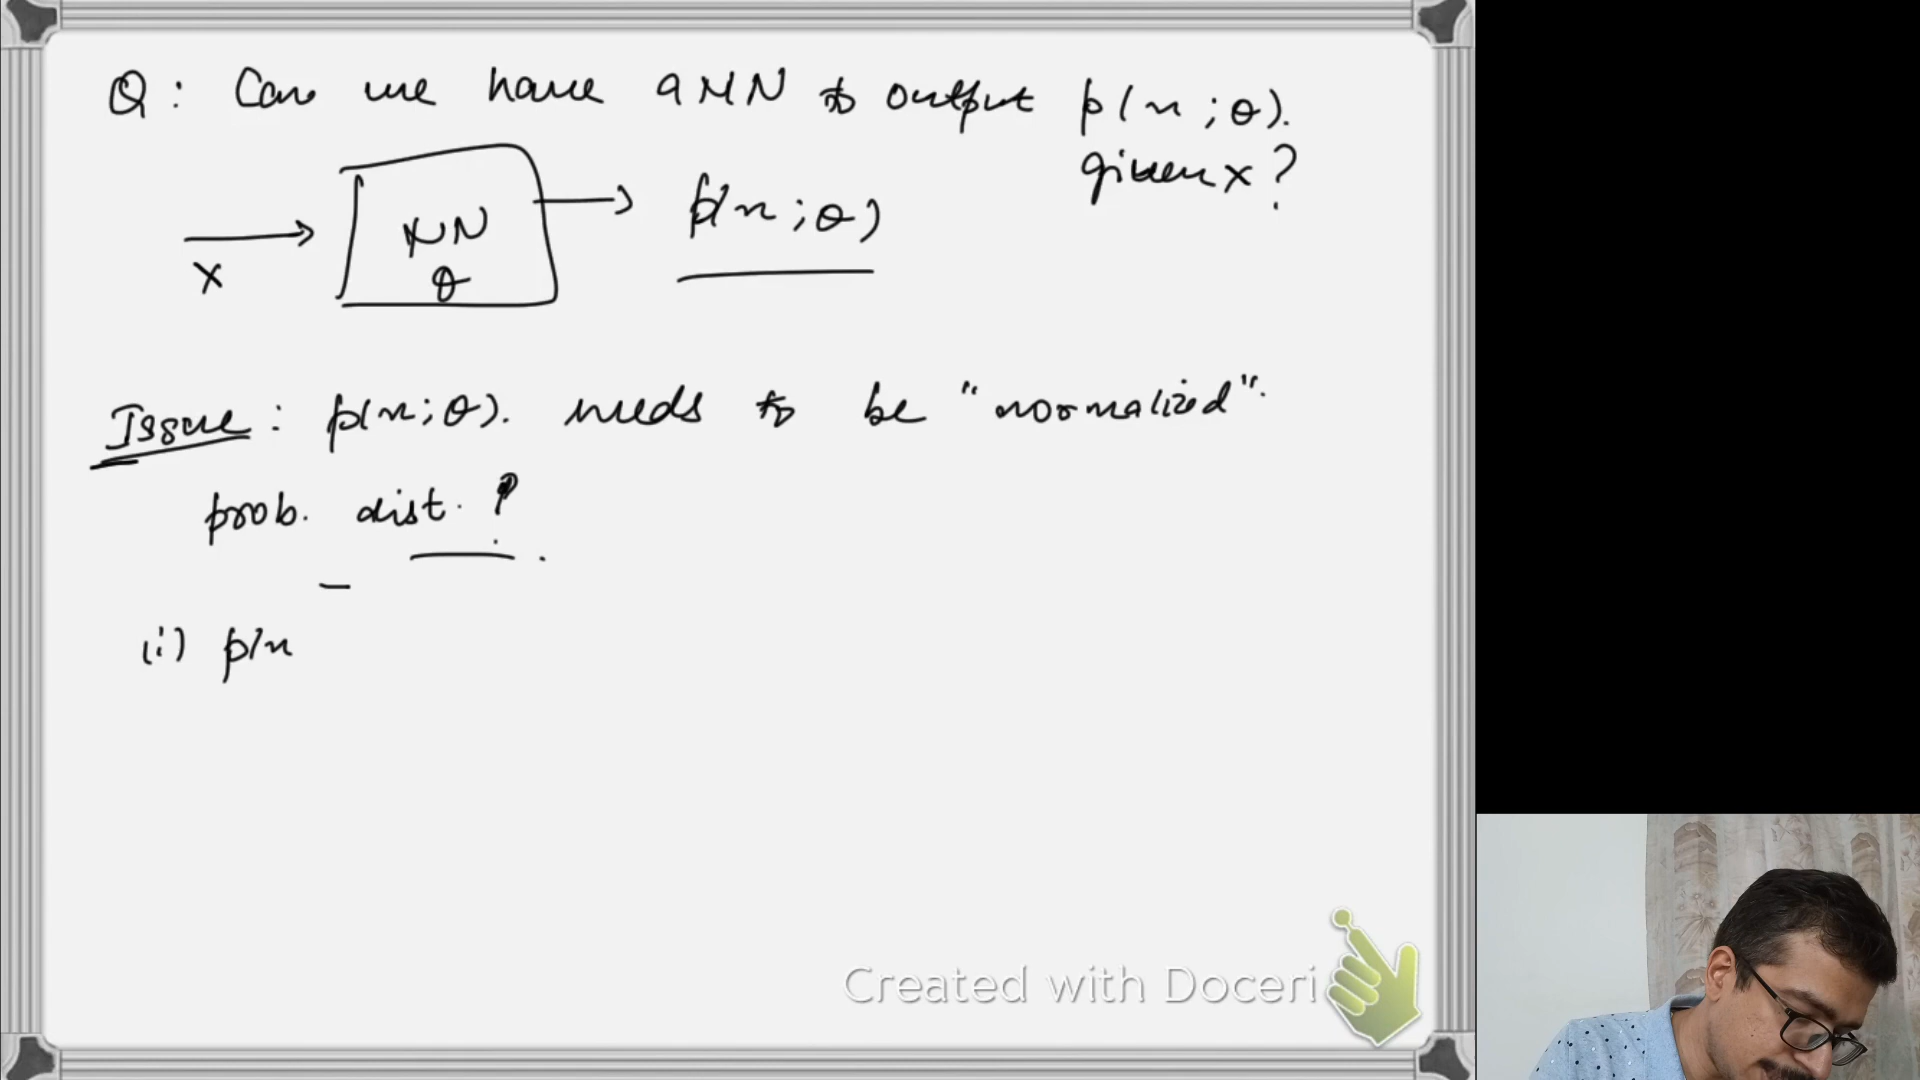 Q: Can we have a NN to output p(x;θ).
given x?
x
NN
θ
p(x;θ)
Issue: p(x;θ). needs to be "normalized".
prob. dist. ?
(i) p(x
Created with Doceri